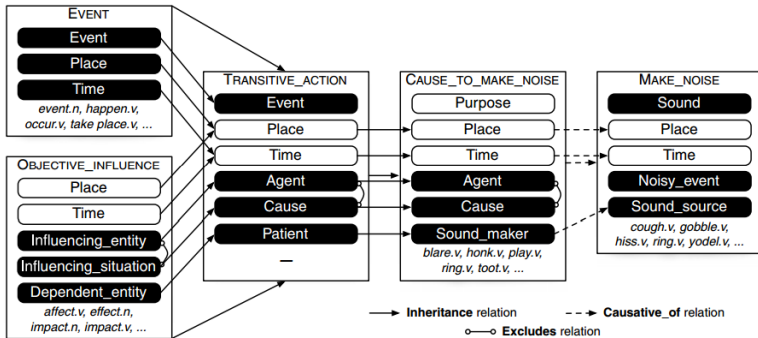 EVENT
Event
Place
Time
event.n, happen.v,
occur.v, take place.v, ...
OBJECTIVE_INFLUENCE
Place
Time
Influencing_entity
Influencing_situation
Dependent_entity
affect.v, effect.n,
impact.n, impact.v, ...
TRANSITIVE_ACTION
Event
Place
Time
Agent
Cause
Patient
—
CAUSE_TO_MAKE_NOISE
Purpose
Place
Time
Agent
Cause
Sound_maker
blare.v, honk.v, play.v,
ring.v, toot.v, ...
MAKE_NOISE
Sound
Place
Time
Noisy_event
Sound_source
cough.v, gobble.v,
hiss.v, ring.v, yodel.v, ...
Inheritance relation
Causative_of relation
Excludes relation